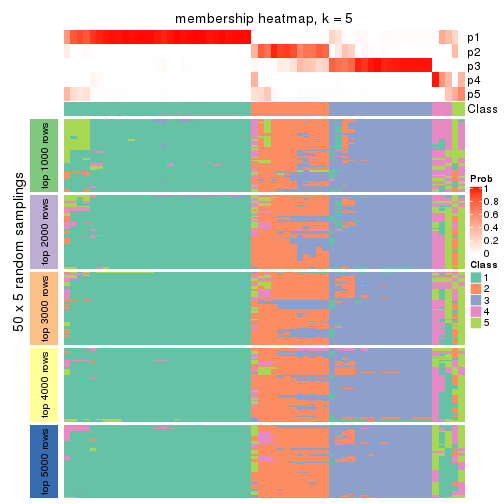 membership heatmap, k = 5
p1
p2
p3
p4
p5
Class
50 x 5 random samplings
top 1000 rows
top 2000 rows
top 3000 rows
top 4000 rows
top 5000 rows
Prob
1
0.8
0.6
0.4
0.2
0
Class
1
2
3
4
5